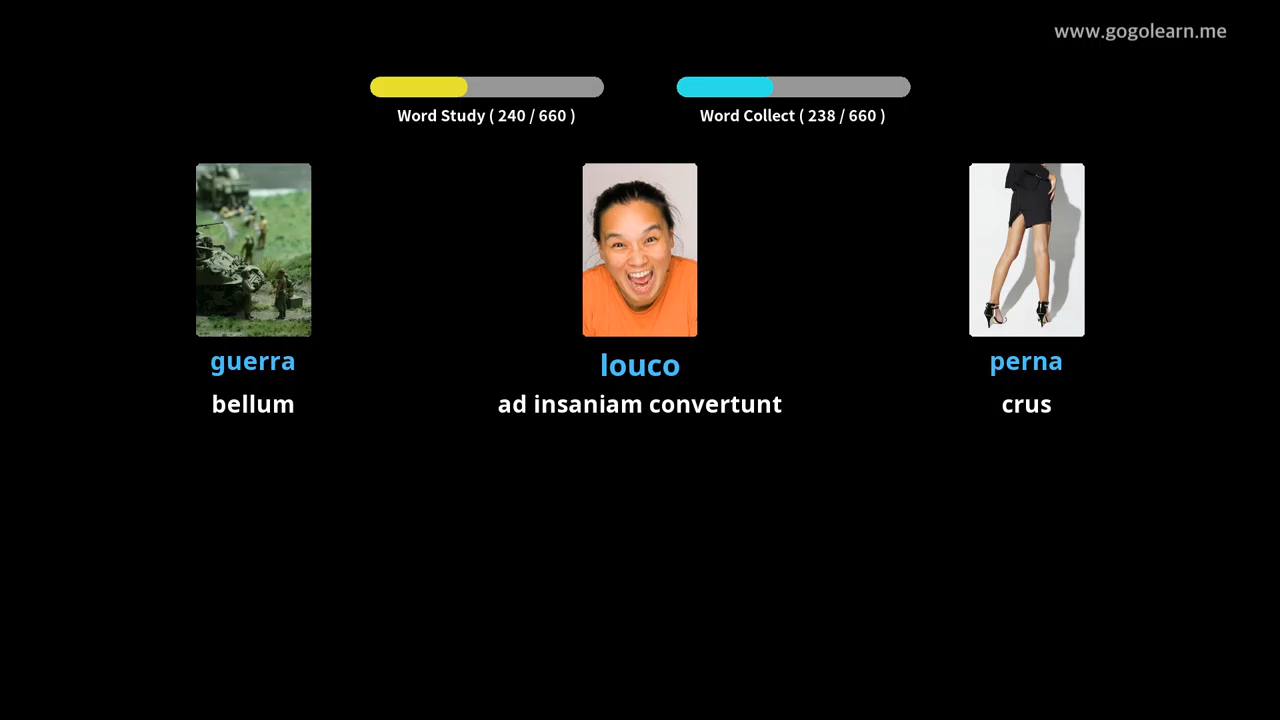 www.gogolearn.me
Word Study ( 240 / 660 )
Word Collect ( 238 / 660 )
guerra
louco
perna
bellum
ad insaniam convertunt
crus